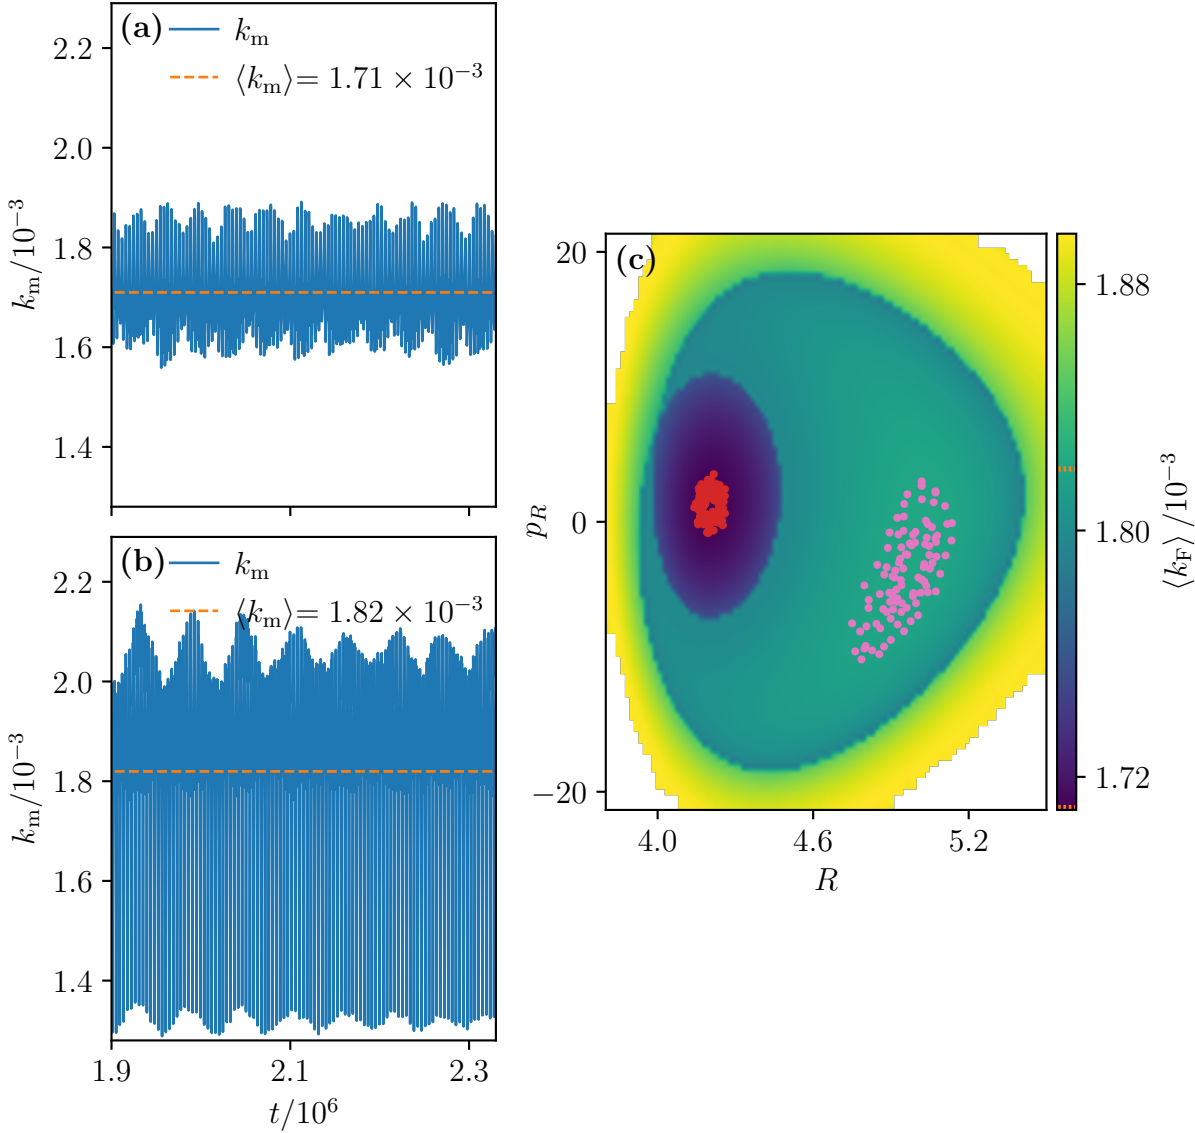 (a)
k_m
⟨k_m⟩ = 1.71 × 10⁻³
2.2
2.0
1.8
1.6
1.4
k_m/10⁻³
(b)
k_m
⟨k_m⟩ = 1.82 × 10⁻³
2.2
2.0
1.8
1.6
1.4
k_m/10⁻³
1.9
2.1
2.3
t/10⁶
(c)
20
0
−20
p_R
4.0
4.6
5.2
R
1.88
1.80
1.72
⟨k_F⟩ /10⁻³